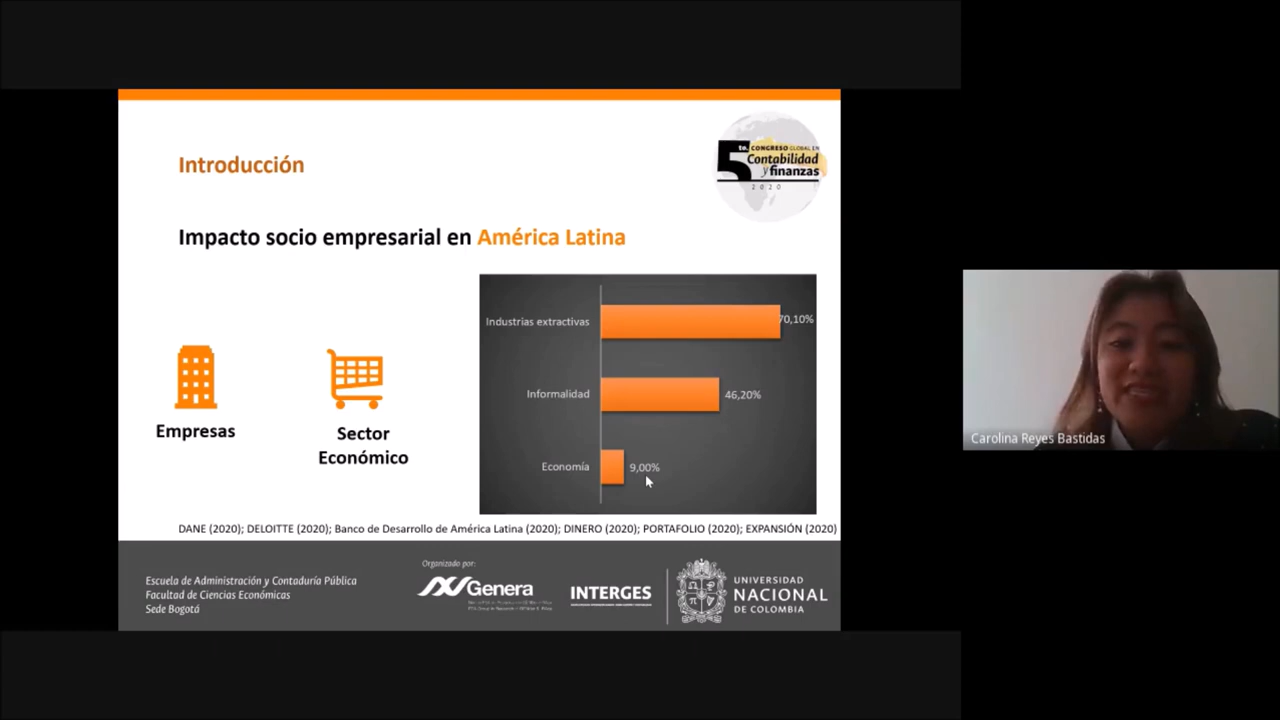 Introducción
5to. CONGRESO GLOBAL EN
Contabilidad
y finanzas
2020
Impacto socio empresarial en América Latina
Empresas
Sector
Económico
Industrias extractivas
70,10%
Informalidad
46,20%
Economía
9,00%
DANE (2020); DELOITTE (2020); Banco de Desarrollo de América Latina (2020); DINERO (2020); PORTAFOLIO (2020); EXPANSIÓN (2020)
Escuela de Administración y Contaduría Pública
Facultad de Ciencias Económicas
Sede Bogotá
Organizado por:
Genera
INTERGES
UNIVERSIDAD
NACIONAL
DE COLOMBIA
Carolina Reyes Bastidas